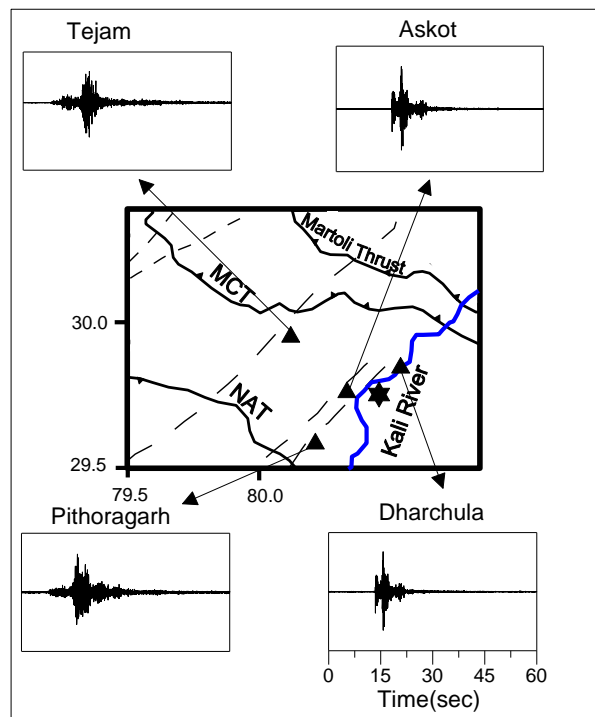 Tejam
Askot
Martoli Thrust
MCT
30.0
NAT
Kali River
29.5
79.5
80.0
Pithoragarh
Dharchula
0 15 30 45 60
Time(sec)